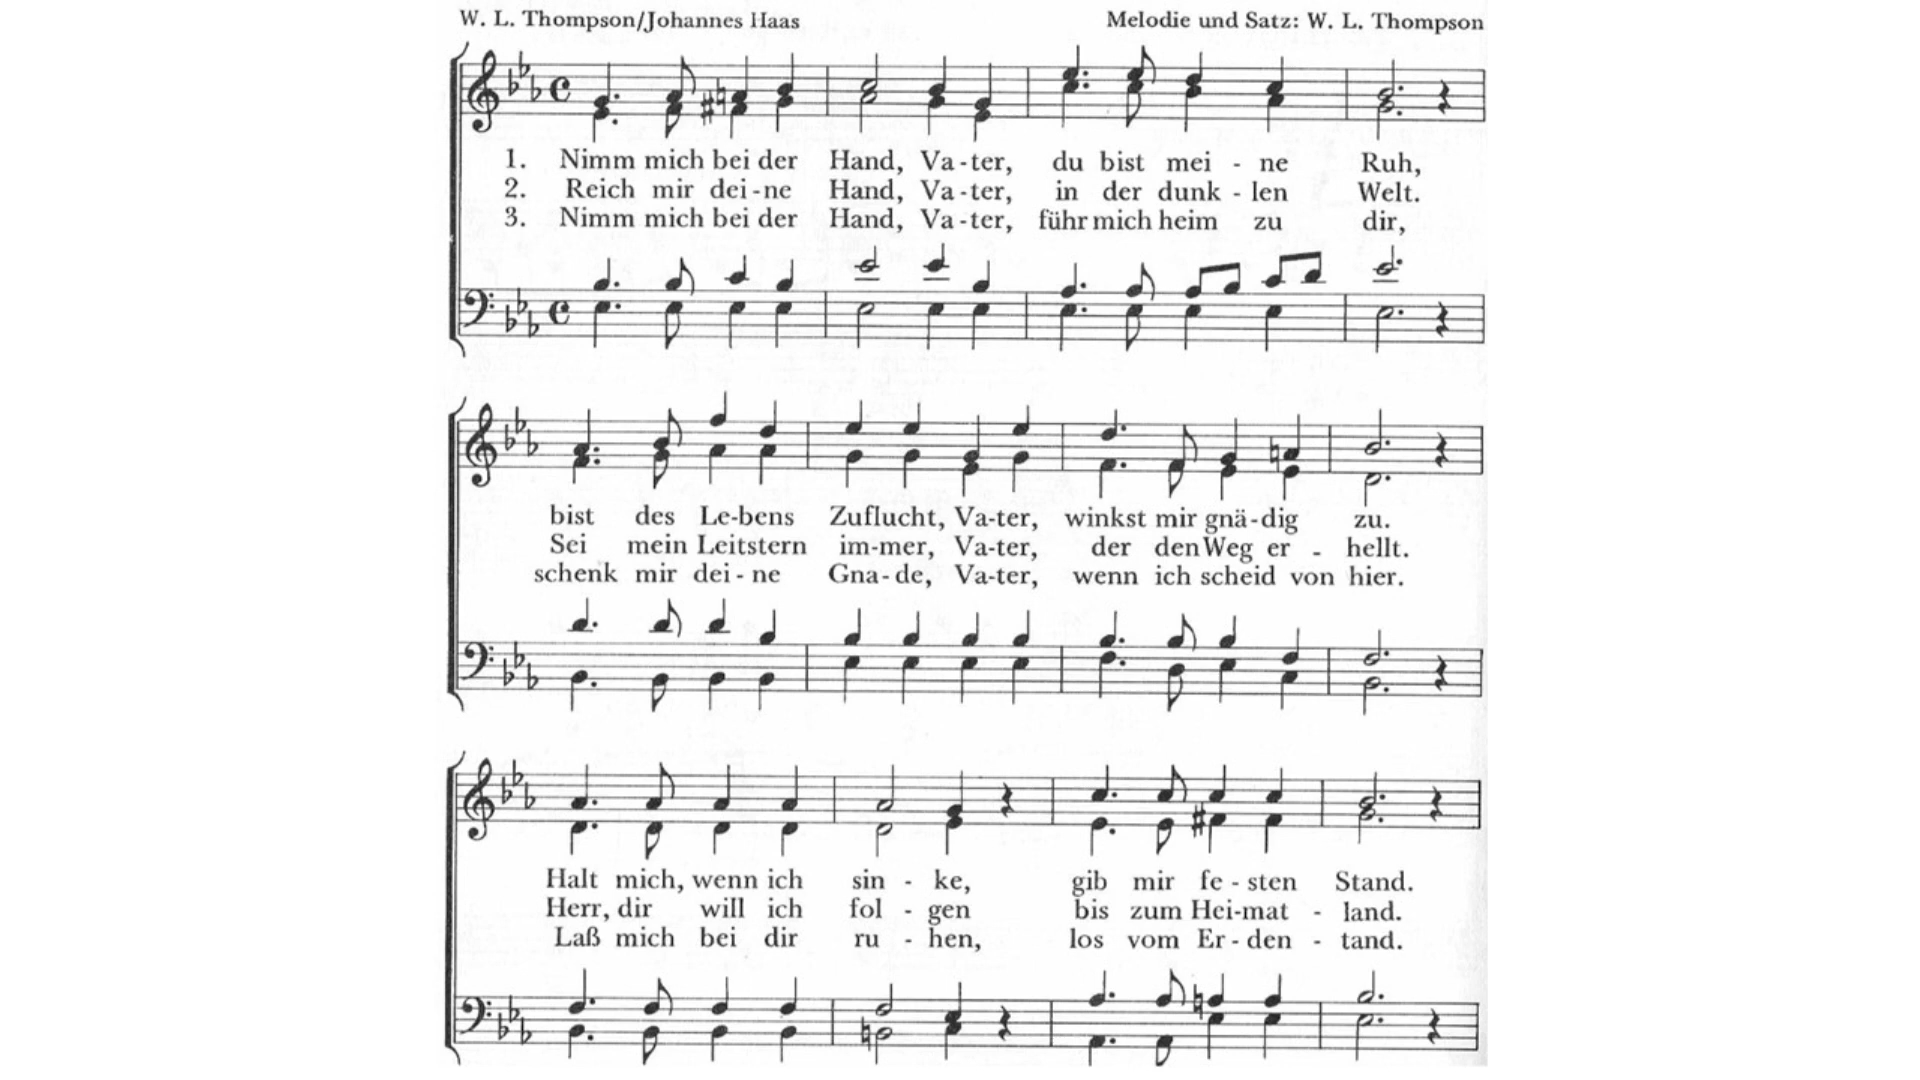 W. L. Thompson/Johannes Haas Melodie und Satz: W. L. Thompson
1. Nimm mich bei der Hand, Va-ter, du bist mei - ne Ruh,
2. Reich mir dei-ne Hand, Va-ter, in der dunk - len Welt.
3. Nimm mich bei der Hand, Va-ter, führ mich heim zu dir,
bist des Le-bens Zuflucht, Va-ter, winkst mir gnä-dig zu.
Sei mein Leitstern im-mer, Va-ter, der den Weg er - hellt.
schenk mir dei-ne Gna-de, Va-ter, wenn ich scheid von hier.
Halt mich, wenn ich sin - ke, gib mir fe-sten Stand.
Herr, dir will ich fol - gen bis zum Hei-mat - land.
Laß mich bei dir ru - hen, los vom Er-den - tand.